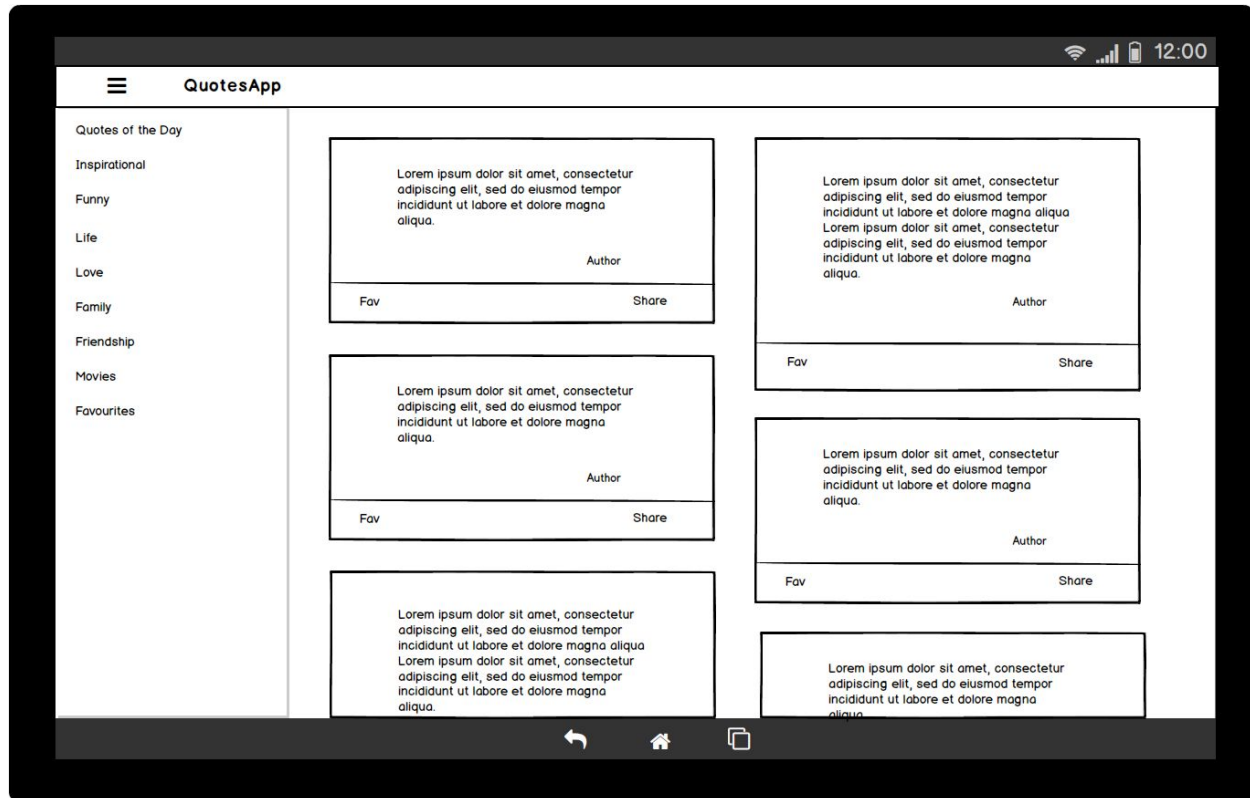 12:00
QuotesApp
Quotes of the Day
Inspirational
Funny
Life
Love
Family
Friendship
Movies
Favourites
Lorem ipsum dolor sit amet, consectetur
adipiscing elit, sed do eiusmod tempor
incididunt ut labore et dolore magna
aliqua.
Author
Fav
Share
Lorem ipsum dolor sit amet, consectetur
adipiscing elit, sed do eiusmod tempor
incididunt ut labore et dolore magna
aliqua.
Author
Fav
Share
Lorem ipsum dolor sit amet, consectetur
adipiscing elit, sed do eiusmod tempor
incididunt ut labore et dolore magna aliqua
Lorem ipsum dolor sit amet, consectetur
adipiscing elit, sed do eiusmod tempor
incididunt ut labore et dolore magna
aliqua.
Lorem ipsum dolor sit amet, consectetur
adipiscing elit, sed do eiusmod tempor
incididunt ut labore et dolore magna aliqua
Lorem ipsum dolor sit amet, consectetur
adipiscing elit, sed do eiusmod tempor
incididunt ut labore et dolore magna
aliqua.
Author
Fav
Share
Lorem ipsum dolor sit amet, consectetur
adipiscing elit, sed do eiusmod tempor
incididunt ut labore et dolore magna
aliqua.
Author
Fav
Share
Lorem ipsum dolor sit amet, consectetur
adipiscing elit, sed do eiusmod tempor
incididunt ut labore et dolore magna
aliqua